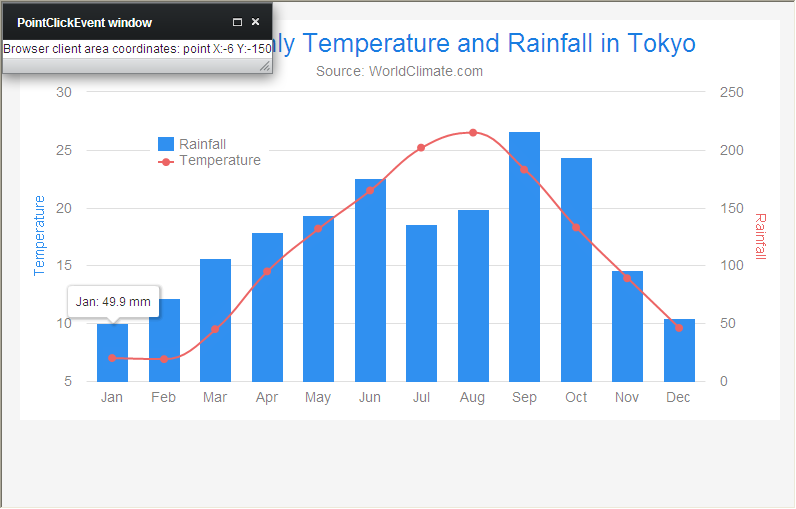 PointClickEvent window
Browser client area coordinates: point X:-6 Y:-150
Temperature and Rainfall in Tokyo
Source: WorldClimate.com
30
250
25
200
20
150
15
100
10
50
5
0
Rainfall
Temperature
Temperature
Rainfall
Jan: 49.9 mm
Jan Feb Mar Apr May Jun Jul Aug Sep Oct Nov Dec